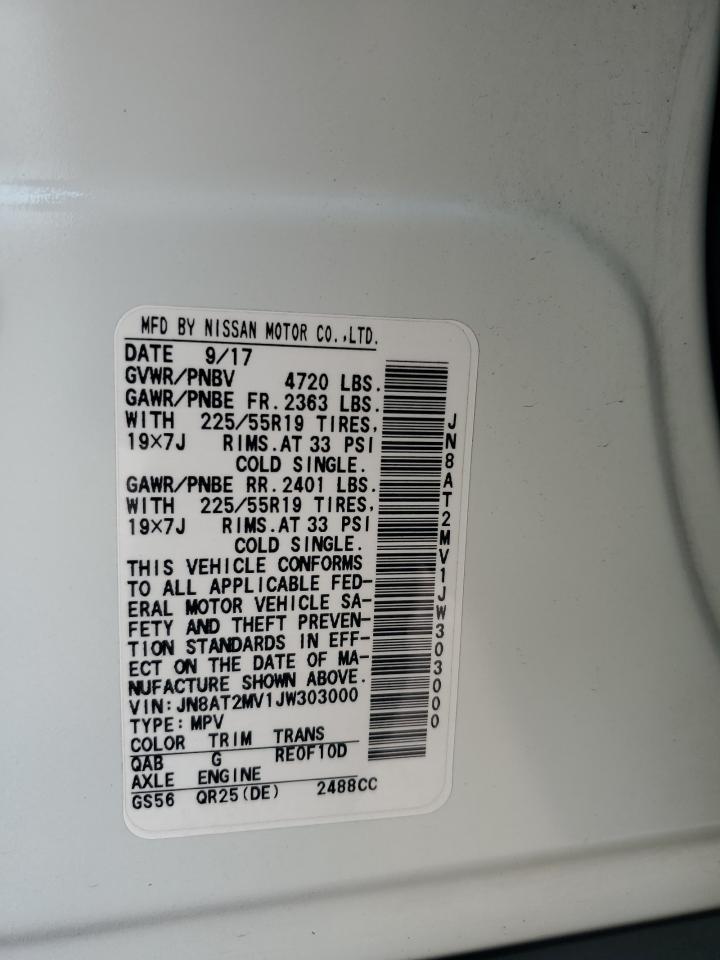 MFD BY NISSAN MOTOR CO.,LTD.
DATE 9/17
GVWR/PNBV 4720 LBS.
GAWR/PNBE FR. 2363 LBS.
WITH 225/55R19 TIRES,
19×7J RIMS. AT 33 PSI
COLD SINGLE.
GAWR/PNBE RR. 2401 LBS.
WITH 225/55R19 TIRES,
19×7J RIMS. AT 33 PSI
COLD SINGLE.
THIS VEHICLE CONFORMS
TO ALL APPLICABLE FED-
ERAL MOTOR VEHICLE SA-
FETY AND THEFT PREVEN-
TION STANDARDS IN EFF-
ECT ON THE DATE OF MA-
NUFACTURE SHOWN ABOVE.
VIN: JN8AT2MV1JW303000
TYPE: MPV
COLOR TRIM TRANS
QAB G RE0F10D
AXLE ENGINE
GS56 QR25(DE) 2488CC
JN8AT2MV1JW303000